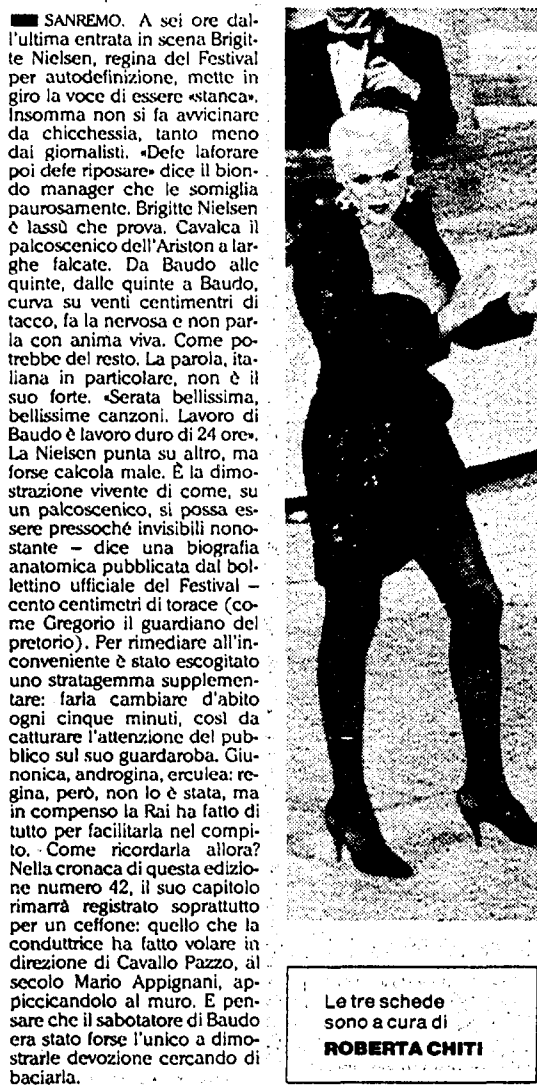 SANREMO. A sei ore dal-
l'ultima entrata in scena Brigit-
te Nielsen, regina del Festival
per autodefinizione, mette in
giro la voce di essere «stanca».
Insomma non si fa avvicinare
da chicchessia, tanto meno
dai giornalisti. «Defe laforare
poi defe riposare» dice il bion-
do manager che le somiglia
paurosamente. Brigitte Nielsen
è lassù che prova. Cavalca il
palcoscenico dell'Ariston a lar-
ghe falcate. Da Baudo alle
quinte, dalle quinte a Baudo,
curva su venti centimentri di
tacco, fa la nervosa e non par-
la con anima viva. Come po-
trebbe del resto. La parola, ita-
liana in particolare, non è il
suo forte. «Serata bellissima,
bellissime canzoni. Lavoro di
Baudo è lavoro duro di 24 ore».
La Nielsen punta su altro, ma
forse calcola male. È la dimo-
strazione vivente di come, su
un palcoscenico, si possa es-
sere pressoché invisibili nono-
stante – dice una biografia
anatomica pubblicata dal bol-
lettino ufficiale del Festival –
cento centimetri di torace (co-
me Gregorio il guardiano del
pretorio). Per rimediare all'in-
conveniente è stato escogitato
uno stratagemma supplemen-
tare: farla cambiare d'abito
ogni cinque minuti, così da
catturare l'attenzione del pub-
blico sul suo guardaroba. Giu-
nonica, androgina, erculea: re-
gina, però, non lo è stata, ma
in compenso la Rai ha fatto di
tutto per facilitarla nel compi-
to. Come ricordarla allora?
Nella cronaca di questa edizio-
ne numero 42, il suo capitolo
rimarrà registrato soprattutto
per un ceffone: quello che la
conduttrice ha fatto volare in
direzione di Cavallo Pazzo, al
secolo Mario Appignani, ap-
piccicandolo al muro. E pen-
sare che il sabotatore di Baudo
era stato forse l'unico a dimo-
strarle devozione cercando di
baciarla.
Le tre schede
sono a cura di
ROBERTA CHITI